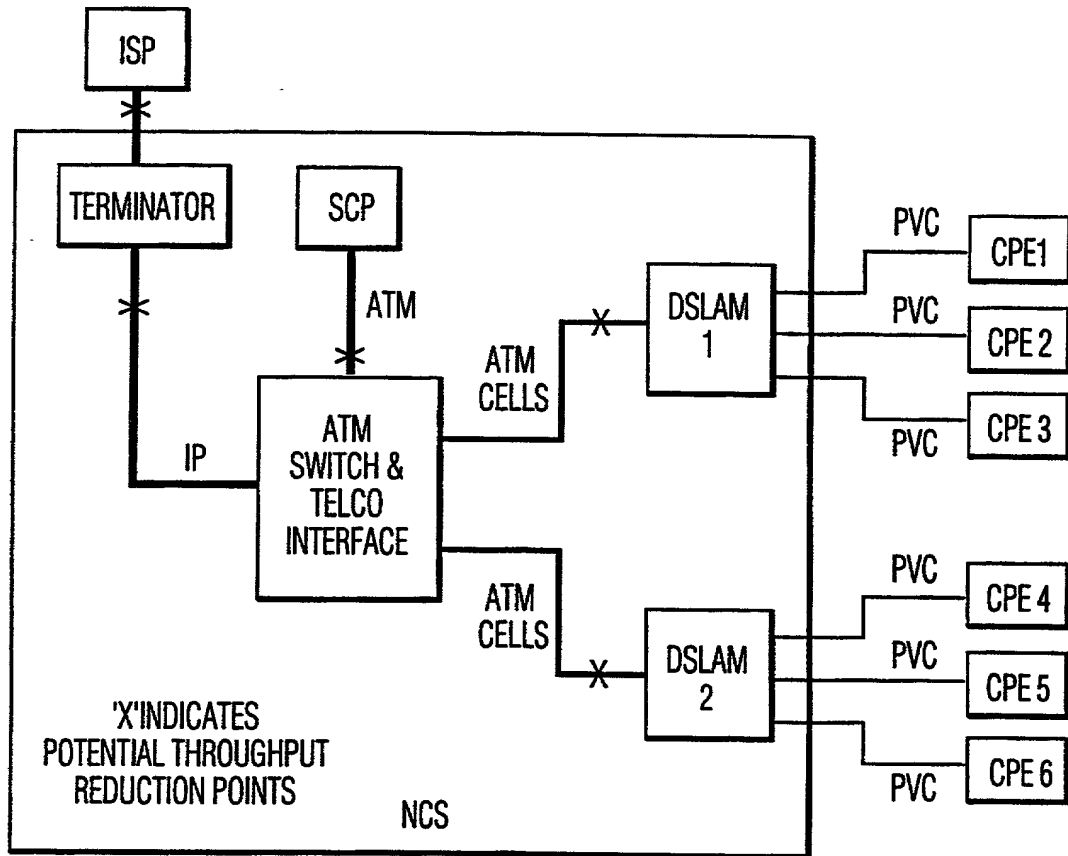 ISP
TERMINATOR
SCP
ATM
IP
ATM
SWITCH &
TELCO
INTERFACE
ATM
CELLS
ATM
CELLS
DSLAM
1
DSLAM
2
PVC
CPE1
PVC
CPE 2
PVC
CPE 3
PVC
CPE 4
PVC
CPE 5
PVC
CPE 6
X
X
X
X
X
'X'INDICATES
POTENTIAL THROUGHPUT
REDUCTION POINTS
NCS